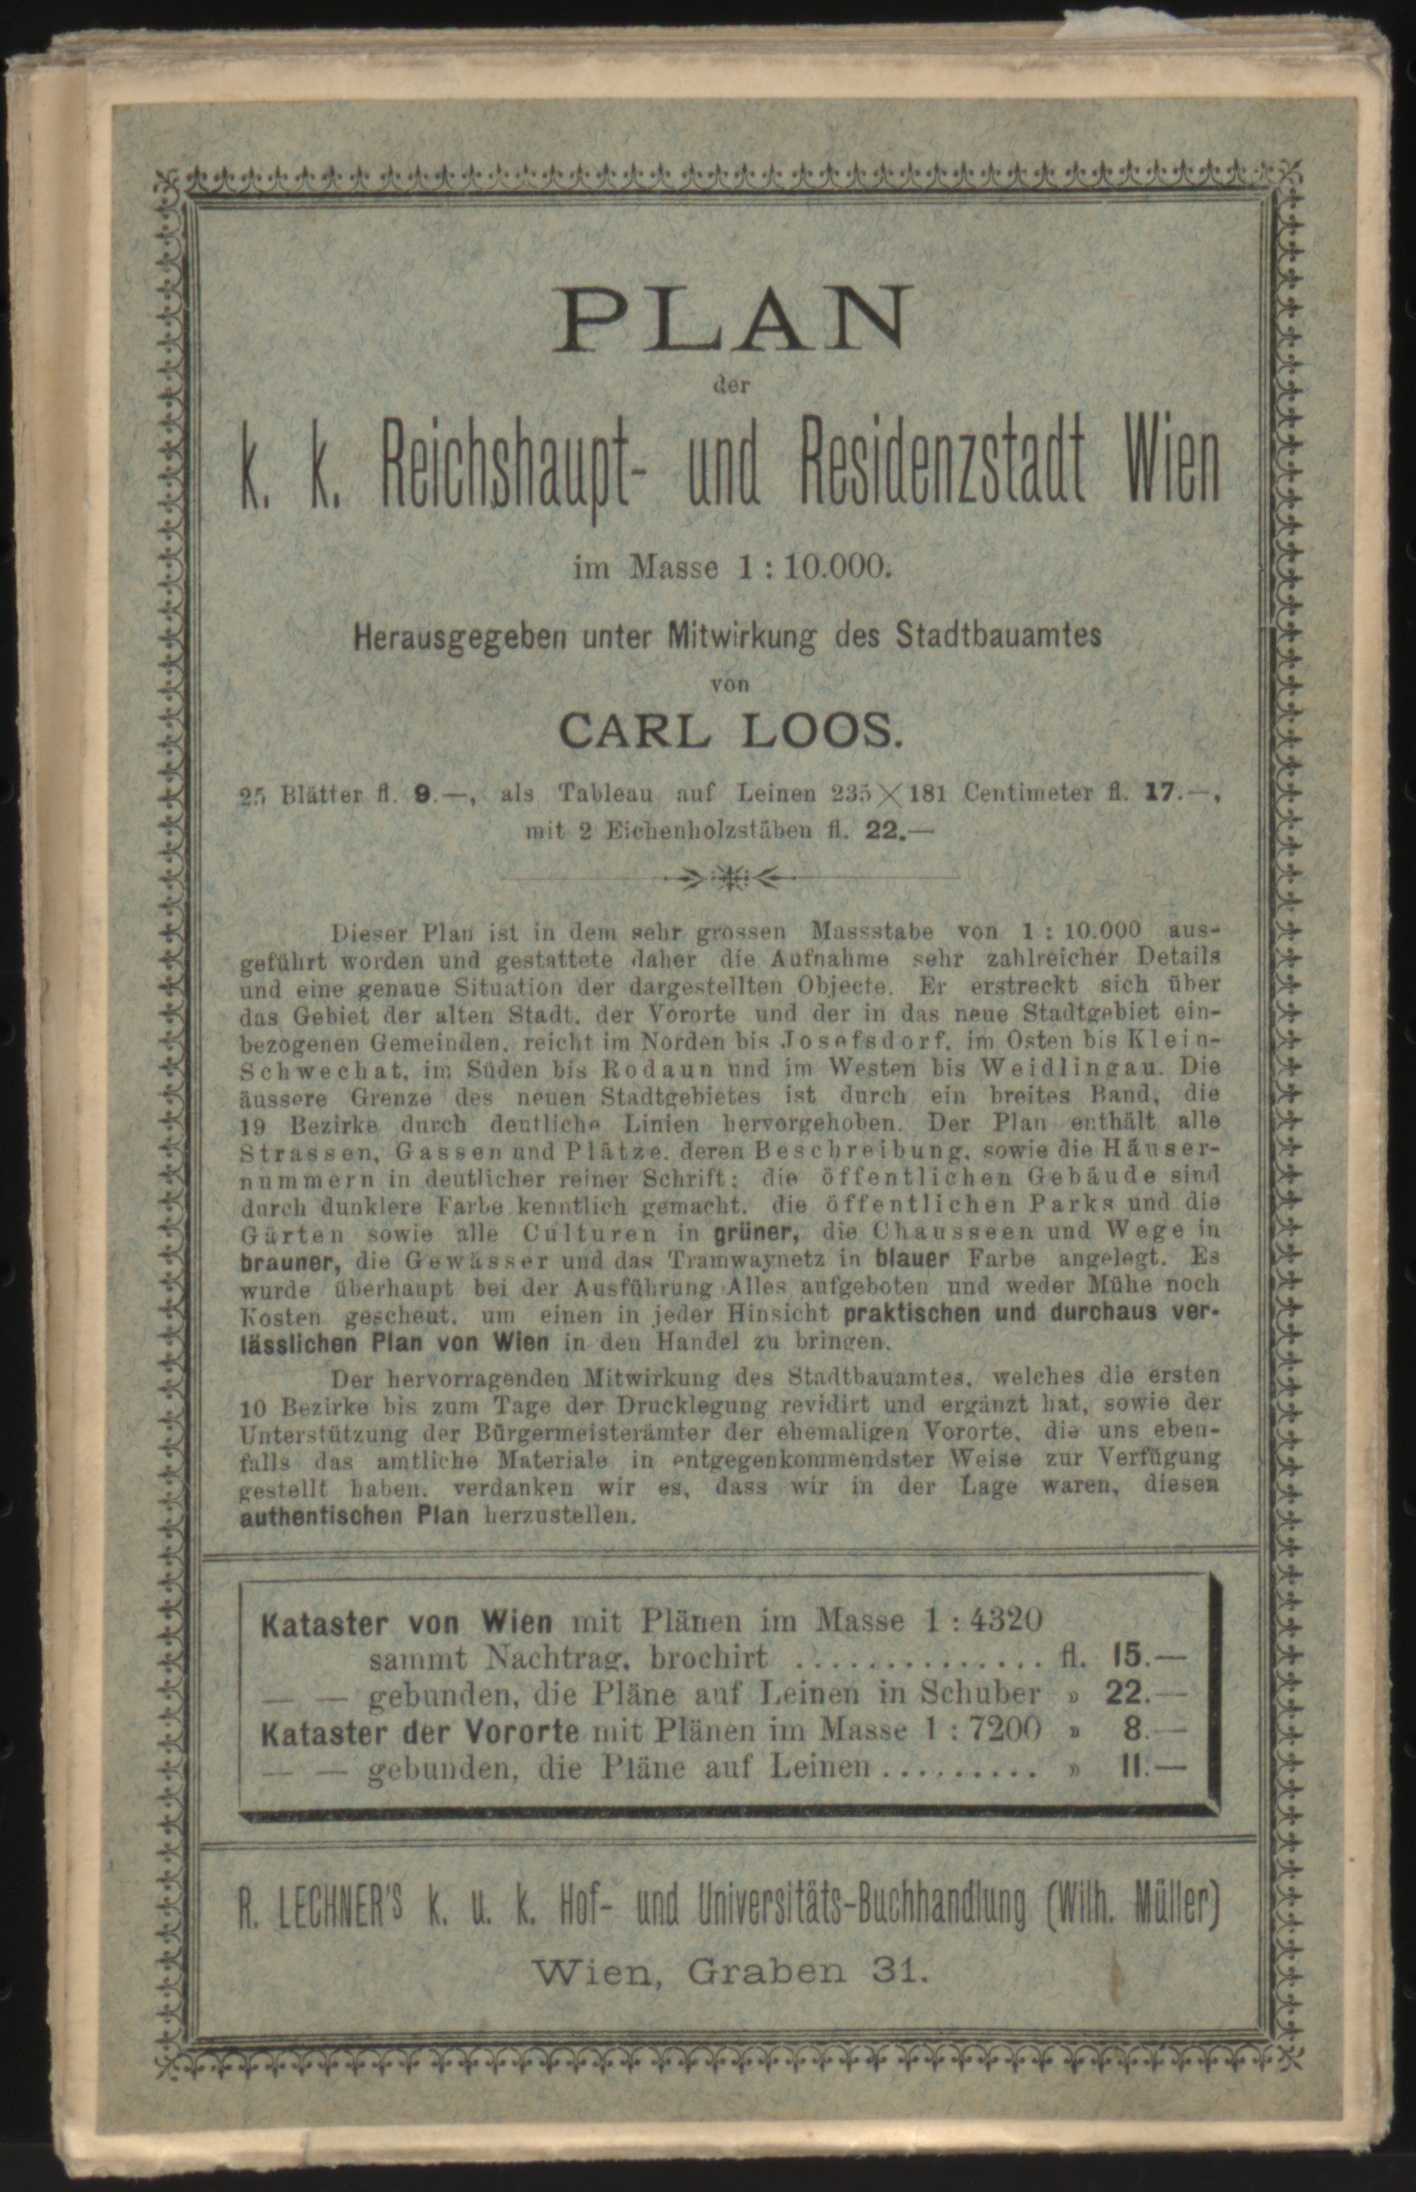 PLAN
der
k. k. Reichshaupt- und Residenzstadt Wien
im Masse 1 : 10.000.
Herausgegeben unter Mitwirkung des Stadtbauamtes
von
CARL LOOS.
25 Blätter fl. 9.—, als Tableau auf Leinen 235×181 Centimeter fl. 17.—,
mit 2 Eichenholzstäben fl. 22.—
Dieser Plan ist in dem sehr grossen Massstabe von 1 : 10.000 aus-
geführt worden und gestattete daher die Aufnahme sehr zahlreicher Details
und eine genaue Situation der dargestellten Objecte. Er erstreckt sich über
das Gebiet der alten Stadt, der Vororte und der in das neue Stadtgebiet ein-
bezogenen Gemeinden, reicht im Norden bis Josefsdorf, im Osten bis Klein-
Schwechat, im Süden bis Rodaun und im Westen bis Weidlingau. Die
äussere Grenze des neuen Stadtgebietes ist durch ein breites Band, die
19 Bezirke durch deutliche Linien hervorgehoben. Der Plan enthält alle
Strassen, Gassen und Plätze, deren Beschreibung, sowie die Häuser-
nummern in deutlicher reiner Schrift; die öffentlichen Gebäude sind
durch dunklere Farbe kenntlich gemacht, die öffentlichen Parks und die
Gärten sowie alle Culturen in grüner, die Chausseen und Wege in
brauner, die Gewässer und das Tramwaynetz in blauer Farbe angelegt. Es
wurde überhaupt bei der Ausführung Alles aufgeboten und weder Mühe noch
Kosten gescheut, um einen in jeder Hinsicht praktischen und durchaus ver-
lässlichen Plan von Wien in den Handel zu bringen.
Der hervorragenden Mitwirkung des Stadtbauamtes, welches die ersten
10 Bezirke bis zum Tage der Drucklegung revidirt und ergänzt hat, sowie der
Unterstützung der Bürgermeisterämter der ehemaligen Vororte, die uns eben-
falls das amtliche Materiale in entgegenkommendster Weise zur Verfügung
gestellt haben, verdanken wir es, dass wir in der Lage waren, diesen
authentischen Plan herzustellen.
Kataster von Wien mit Plänen im Masse 1 : 4320
sammt Nachtrag, brochirt .............. fl. 15.—
— — gebunden, die Pläne auf Leinen in Schuber » 22.—
Kataster der Vororte mit Plänen im Masse 1 : 7200 » 8.—
— — gebunden, die Pläne auf Leinen ......... » 11.—
R. LECHNER'S k. u. k. Hof- und Universitäts-Buchhandlung (Wilh. Müller)
Wien, Graben 31.